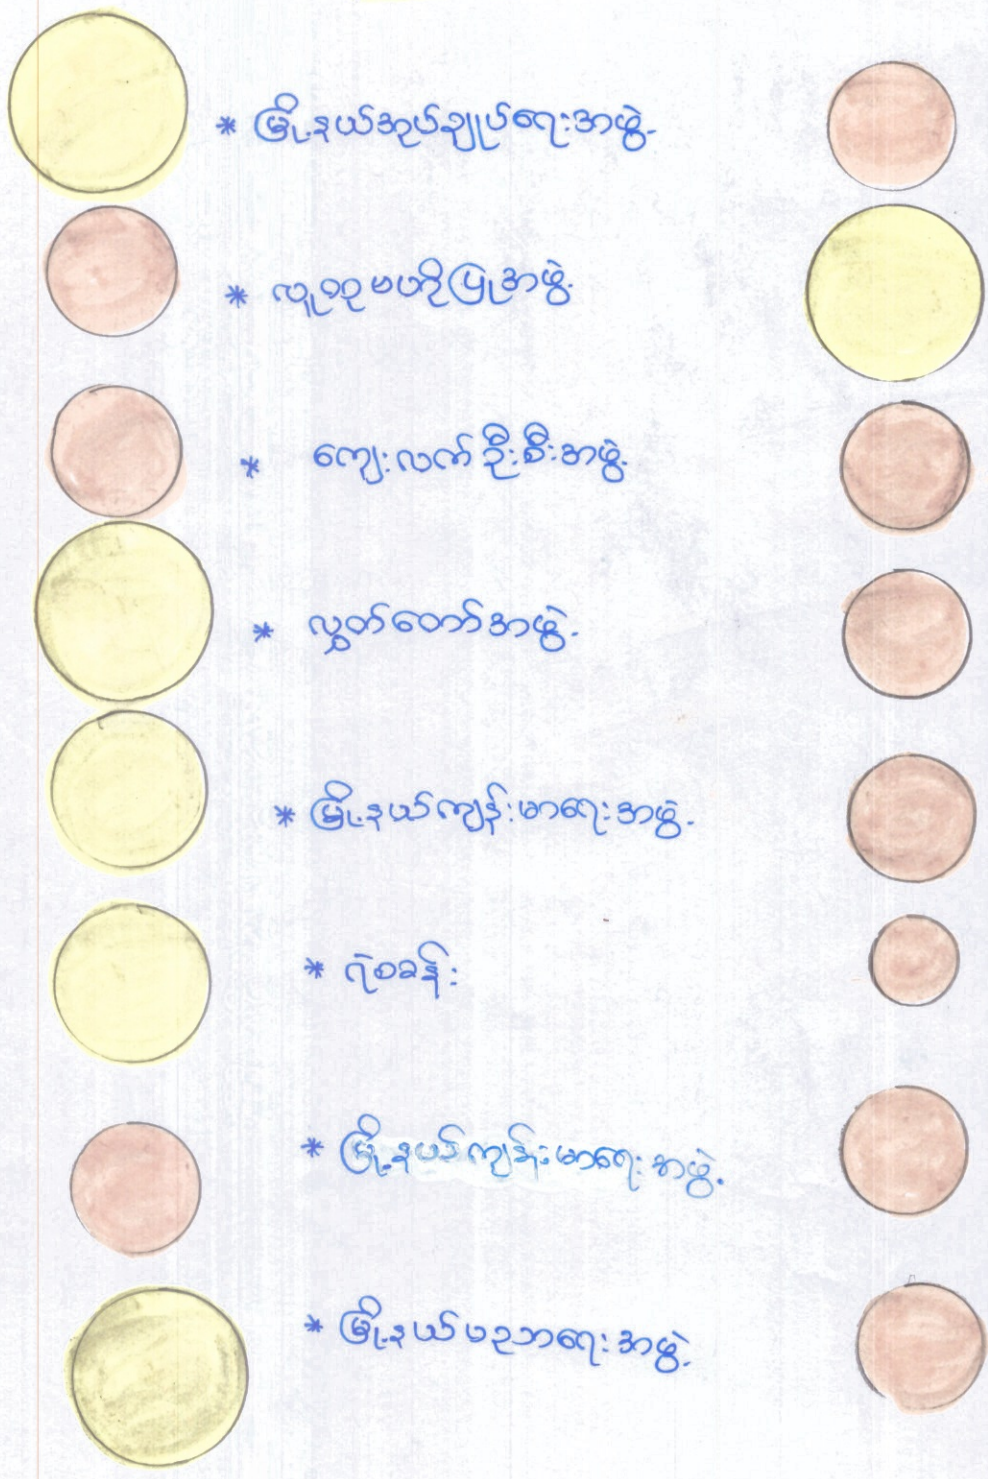 * မြို့နယ်အုပ်ချုပ်ရေးအဖွဲ့
* လူထုဗဟိုပြုအဖွဲ့
* ကျေးလက်ဦးစီးအဖွဲ့
* လွှတ်တော်အဖွဲ့
* မြို့နယ်ကျန်းမာရေးအဖွဲ့
* ရဲစခန်း
* မြို့နယ်ကျန်းမာရေးအဖွဲ့
* မြို့နယ်ပညာရေးအဖွဲ့